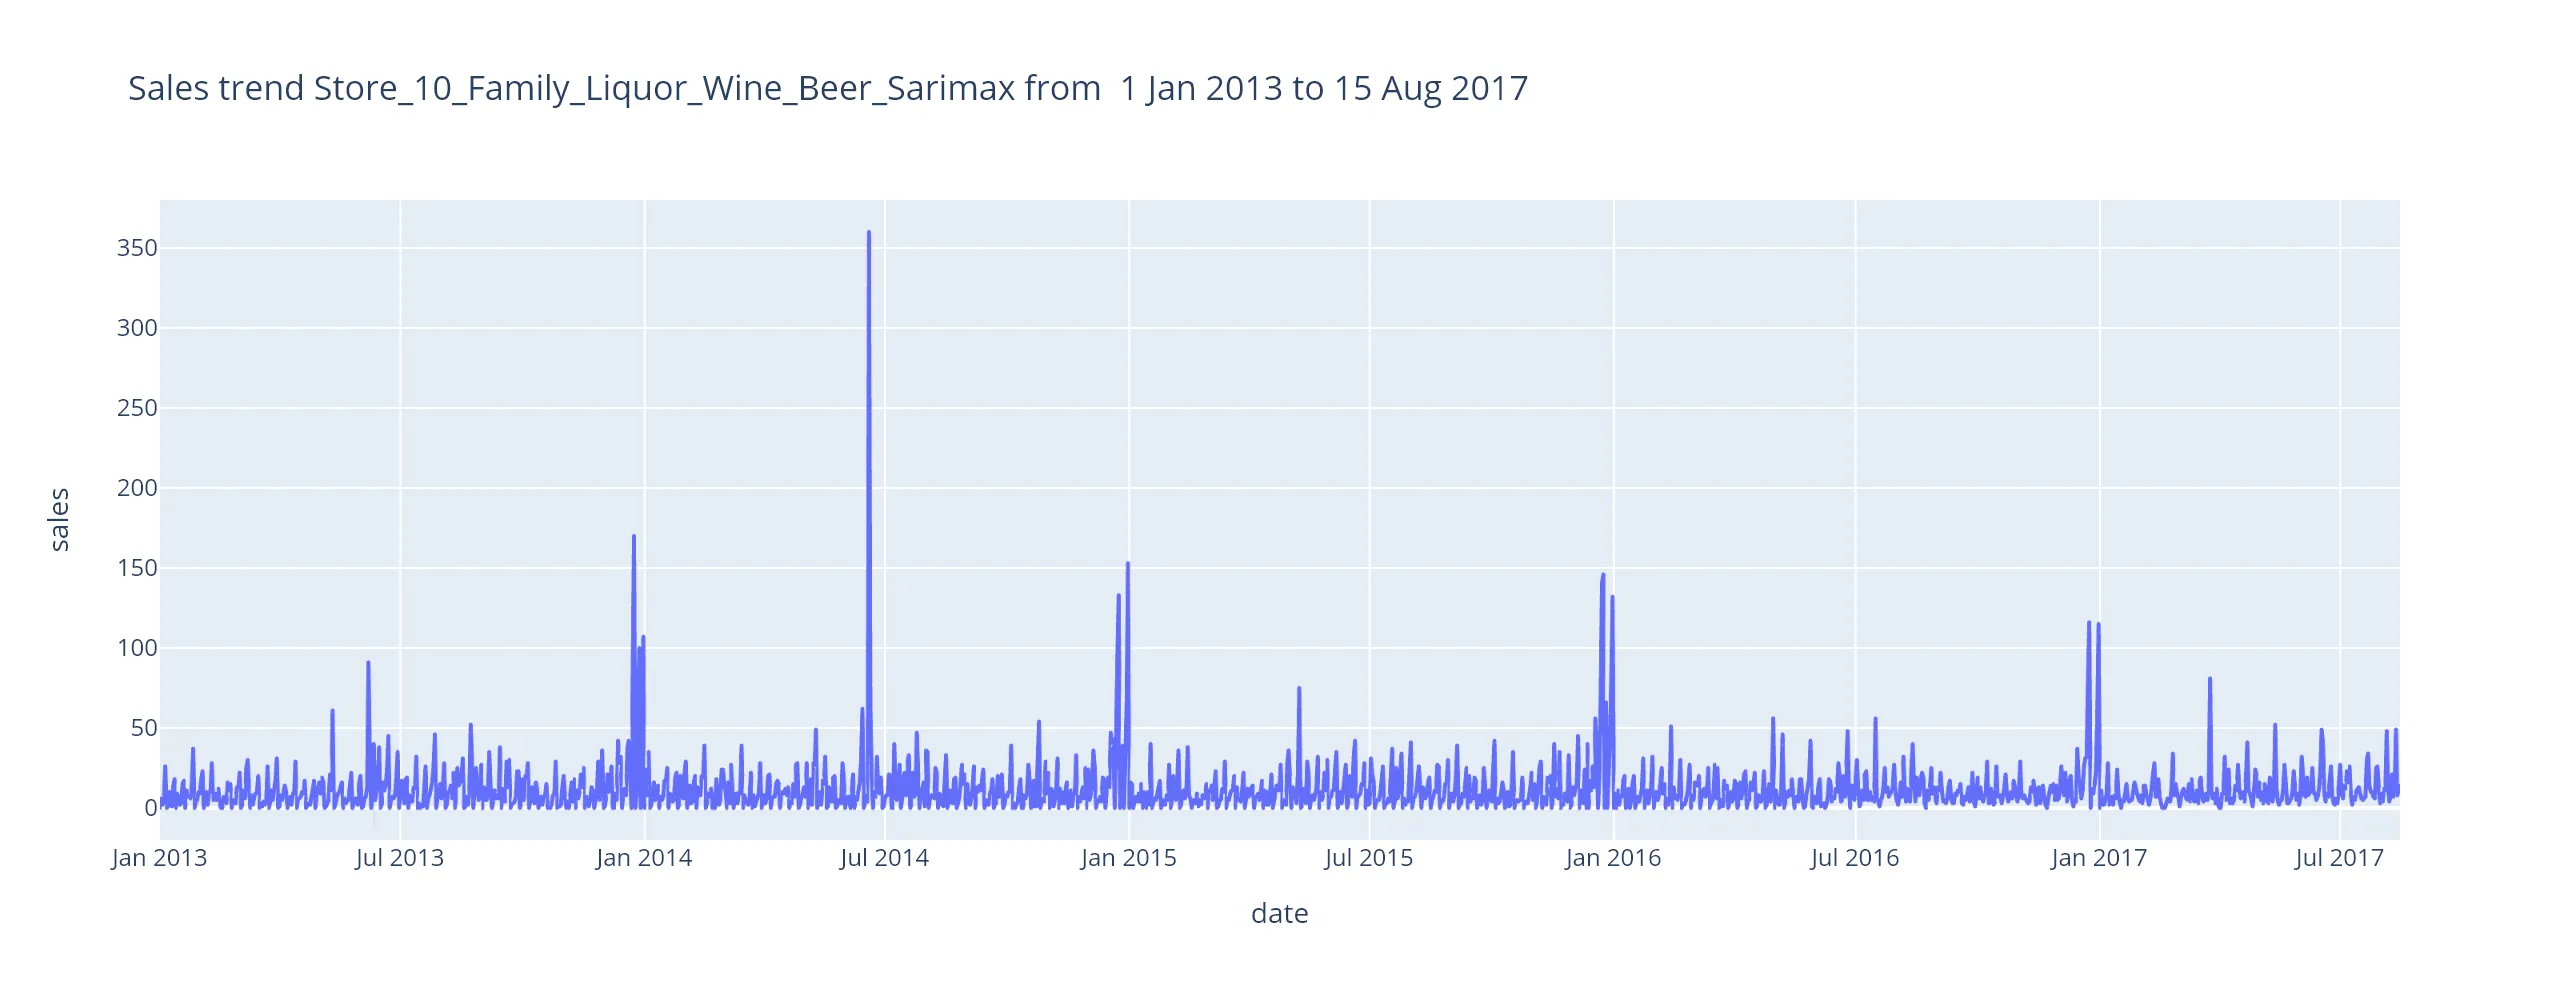 Sales trend Store_10_Family_Liquor_Wine_Beer_Sarimax from  1 Jan 2013 to 15 Aug 2017
350
300
250
200
150
100
50
0
sales
Jan 2013
Jul 2013
Jan 2014
Jul 2014
Jan 2015
Jul 2015
Jan 2016
Jul 2016
Jan 2017
Jul 2017
date